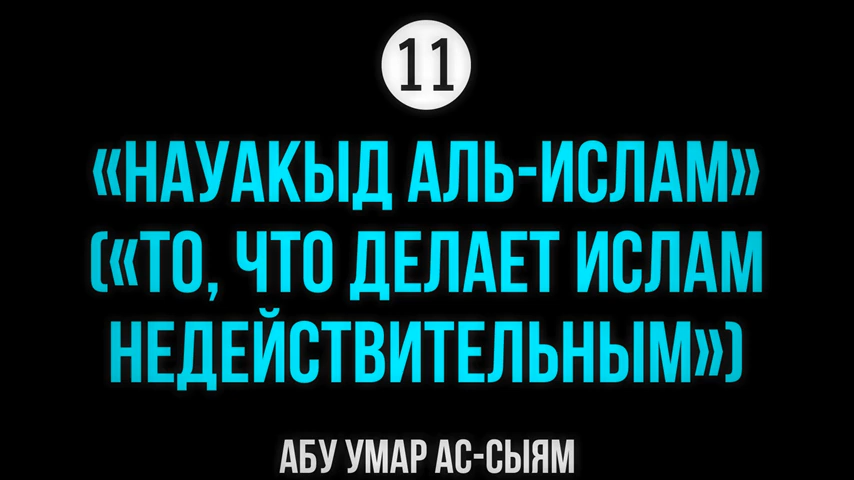 11
«НАУАКЫД АЛЬ-ИСЛАМ»
(«ТО, ЧТО ДЕЛАЕТ ИСЛАМ
НЕДЕЙСТВИТЕЛЬНЫМ»)
АБУ УМАР АС-СЫЯМ